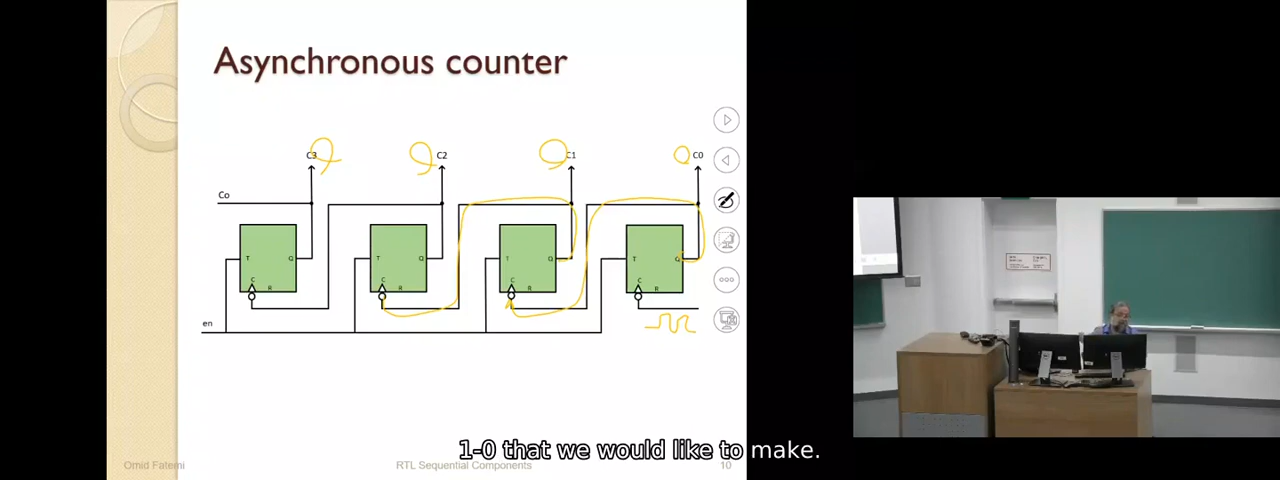 Asynchronous counter
C3 C2 C1 C0
Co
T Q T Q T Q T Q
C C C C
R R R R
en
1-0 that we would like to make.
Omid Fatemi RTL Sequential Components 10